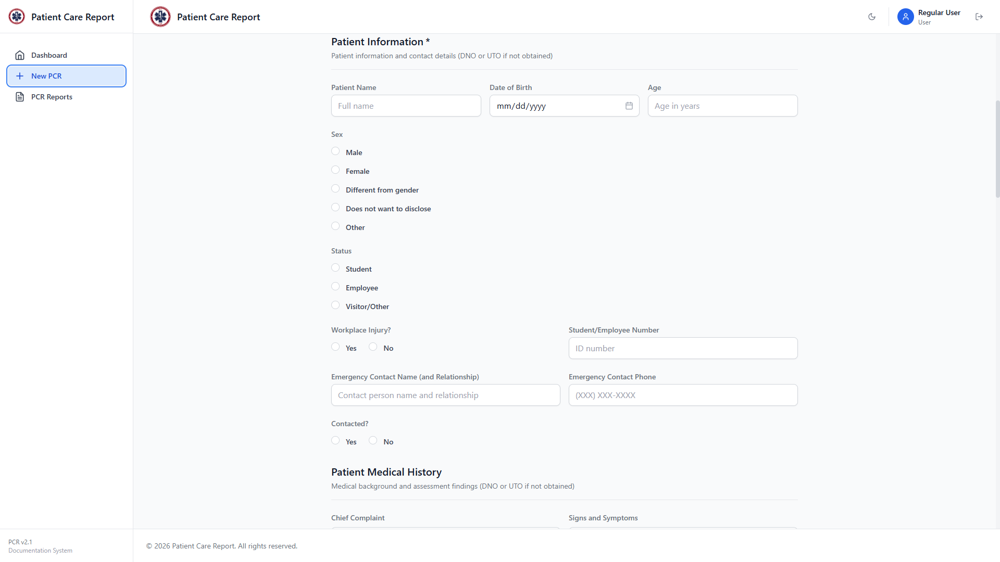 Patient Care Report
Patient Care Report
Regular User
User
Dashboard
New PCR
PCR Reports
Patient Information *
Patient information and contact details (DNO or UTO if not obtained)
Patient Name
Date of Birth
Age
Full name
mm/dd/yyyy
Age in years
Sex
Male
Female
Different from gender
Does not want to disclose
Other
Status
Student
Employee
Visitor/Other
Workplace Injury?
Student/Employee Number
Yes
No
ID number
Emergency Contact Name (and Relationship)
Emergency Contact Phone
Contact person name and relationship
(XXX) XXX-XXXX
Contacted?
Yes
No
Patient Medical History
Medical background and assessment findings (DNO or UTO if not obtained)
Chief Complaint
Signs and Symptoms
PCR v2.1
Documentation System
© 2026 Patient Care Report. All rights reserved.